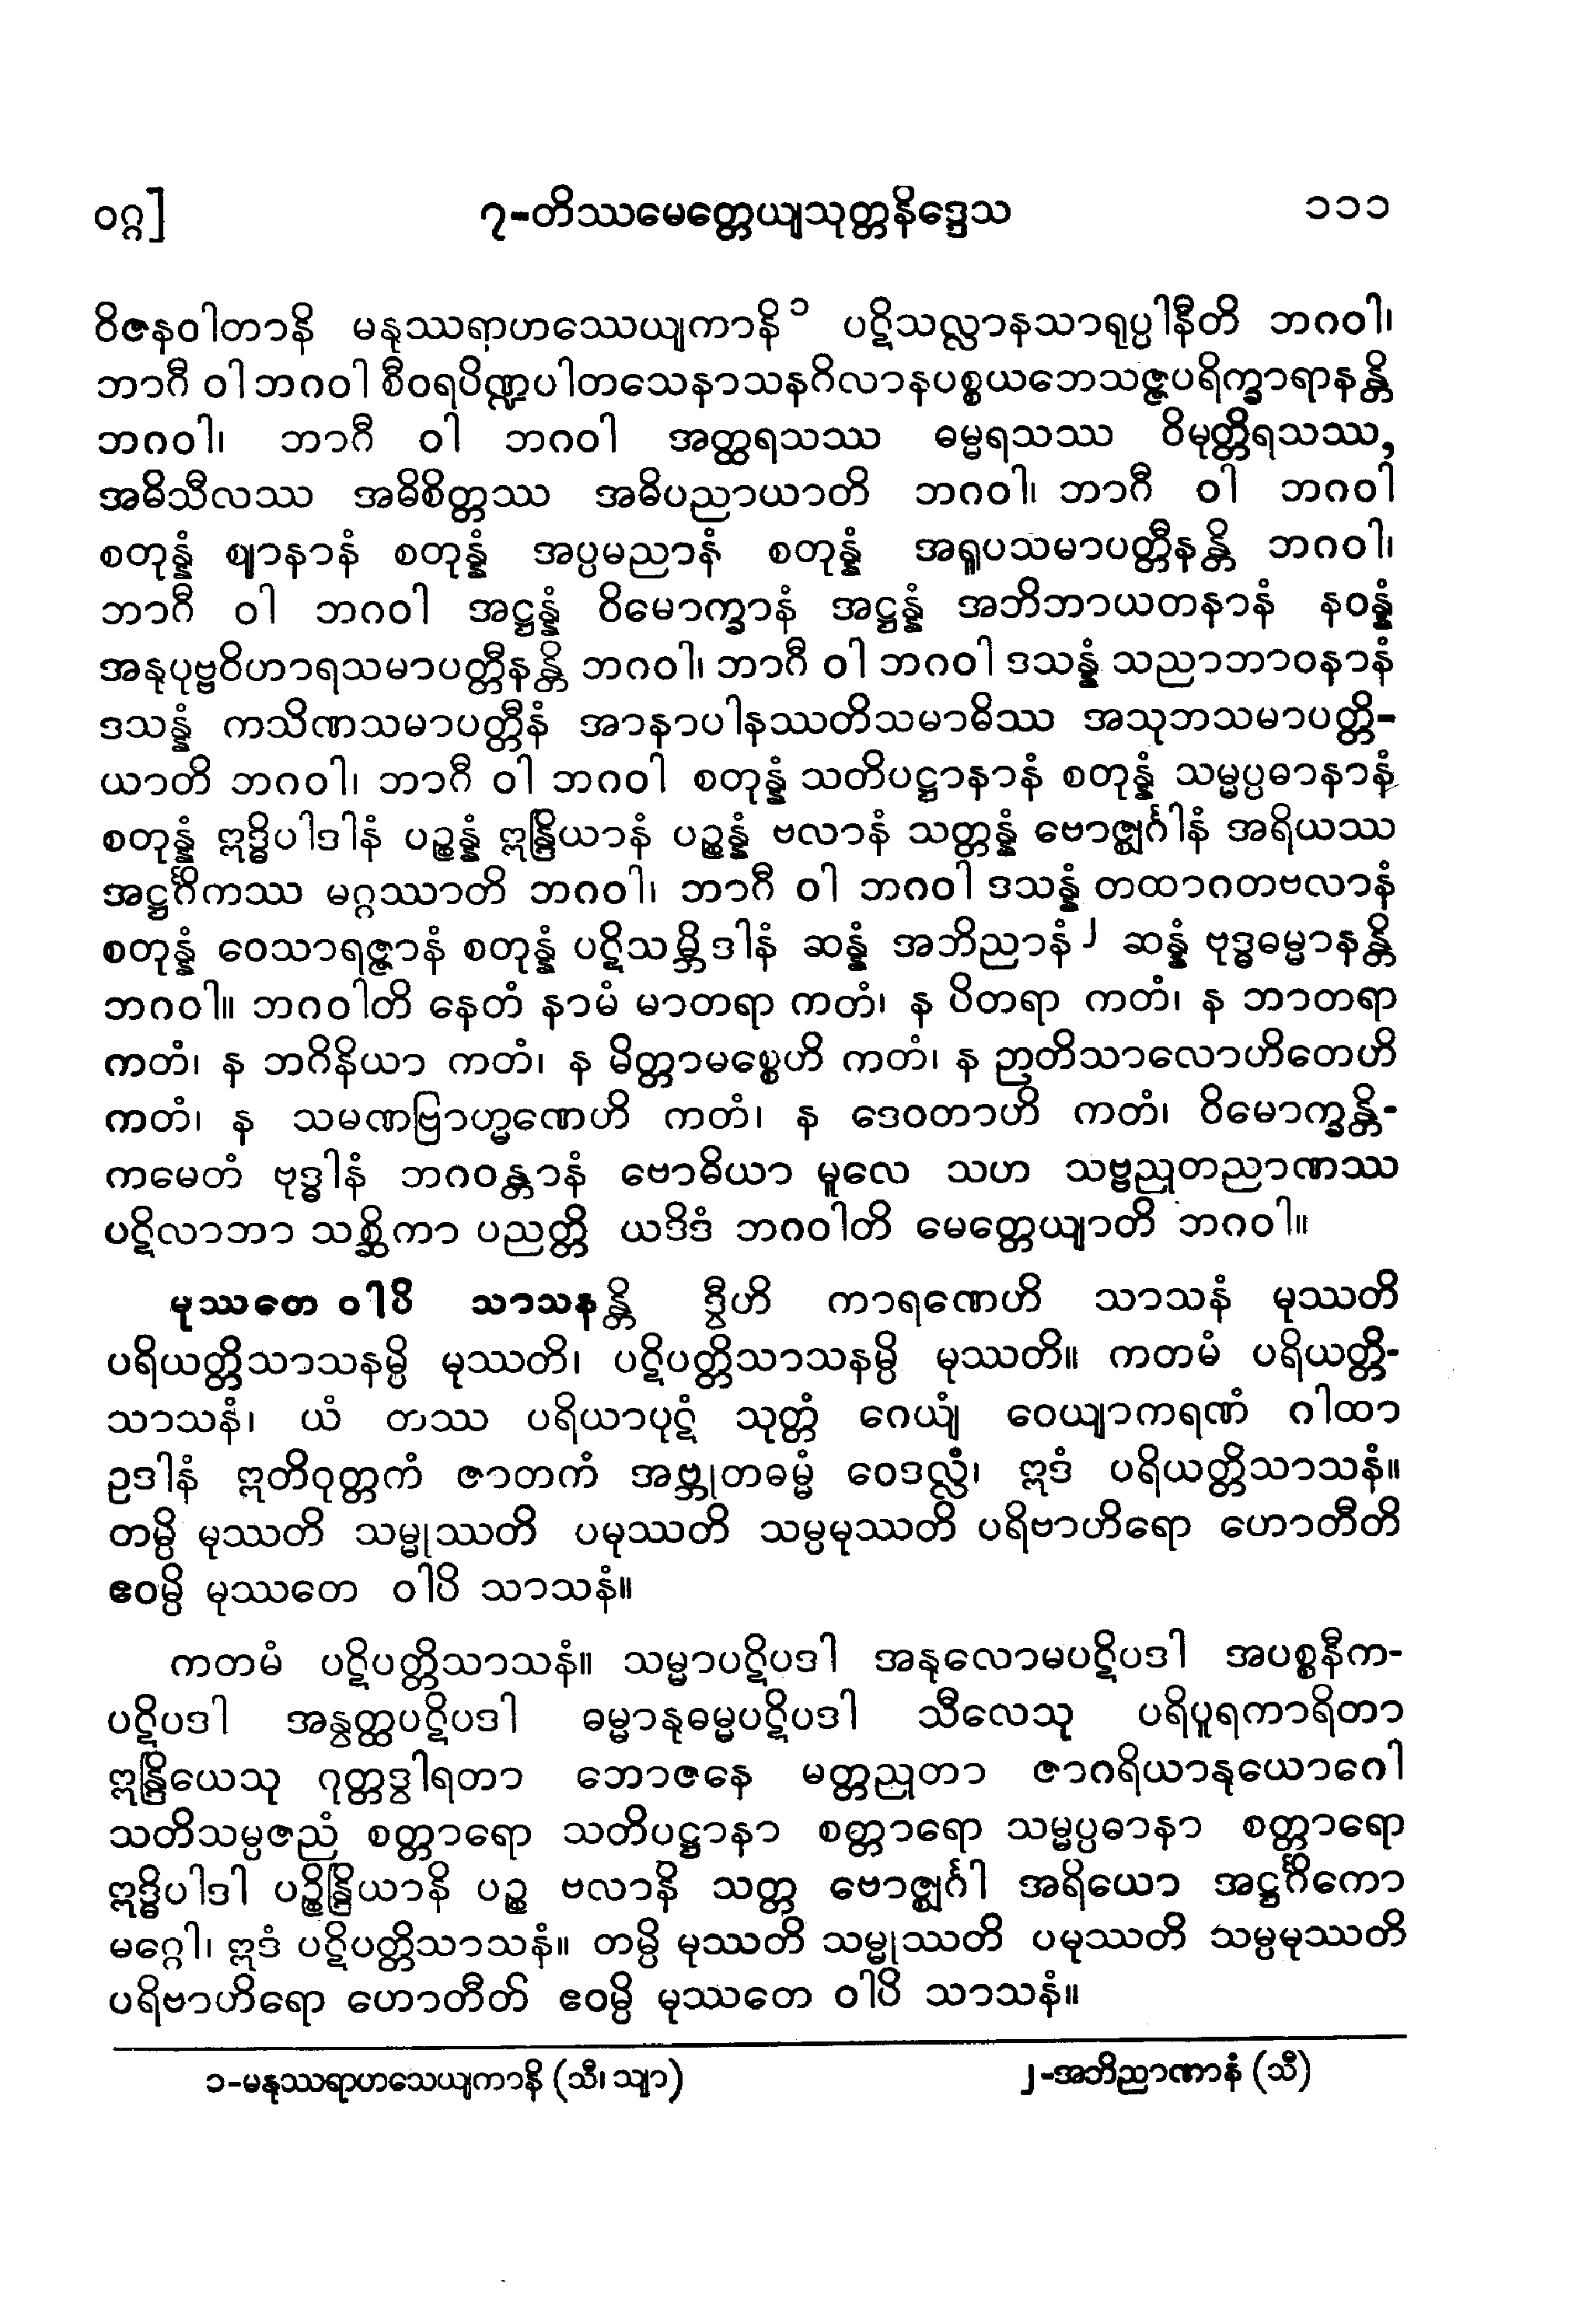 ဝဂ္ဂ] ၇-တိဿမေတ္တေယျသုတ္တနိဒ္ဒေသ ၁၁၁
ဝိဇနဝါတာနိ မနုဿရာဟဿေယျကာနိ၁ ပဋိသလ္လာနသာရုပ္ပါနီတိ ဘဂဝါ၊
ဘာဂီ ဝါ ဘဂဝါ စီဝရပိဏ္ဍပါတသေနာသနဂိလာနပစ္စယဘေသဇ္ဇပရိက္ခာရာနန္တိ
ဘဂဝါ၊ ဘာဂီ ဝါ ဘဂဝါ အတ္ထရသဿ ဓမ္မရသဿ ဝိမုတ္တိရသဿ,
အဓိသီလဿ အဓိစိတ္တဿ အဓိပညာယာတိ ဘဂဝါ၊ ဘာဂီ ဝါ ဘဂဝါ
စတုန္နံ ဈာနာနံ စတုန္နံ အပ္ပမညာနံ စတုန္နံ အရူပသမာပတ္တီနန္တိ ဘဂဝါ၊
ဘာဂီ ဝါ ဘဂဝါ အဋ္ဌန္နံ ဝိမောက္ခာနံ အဋ္ဌန္နံ အဘိဘာယတနာနံ နဝန္နံ
အနုပုဗ္ဗဝိဟာရသမာပတ္တီနန္တိ ဘဂဝါ၊ ဘာဂီ ဝါ ဘဂဝါ ဒသန္နံ သညာဘာဝနာနံ
ဒသန္နံ ကသိဏသမာပတ္တီနံ အာနာပါနဿတိသမာဓိဿ အသုဘသမာပတ္တိ-
ယာတိ ဘဂဝါ၊ ဘာဂီ ဝါ ဘဂဝါ စတုန္နံ သတိပဋ္ဌာနာနံ စတုန္နံ သမ္မပ္ပဓာနာနံ
စတုန္နံ ဣဒ္ဓိပါဒါနံ ပဉ္စန္နံ ဣန္ဒြိယာနံ ပဉ္စန္နံ ဗလာနံ သတ္တန္နံ ဗောဇ္ဈင်္ဂါနံ အရိယဿ
အဋ္ဌင်္ဂိကဿ မဂ္ဂဿာတိ ဘဂဝါ၊ ဘာဂီ ဝါ ဘဂဝါ ဒသန္နံ တထာဂတဗလာနံ
စတုန္နံ ဝေသာရဇ္ဇာနံ စတုန္နံ ပဋိသမ္ဘိဒါနံ ဆန္နံ အဘိညာနံ၂ ဆန္နံ ဗုဒ္ဓဓမ္မာနန္တိ
ဘဂဝါ။ ဘဂဝါတိ နေတံ နာမံ မာတရာ ကတံ၊ န ပိတရာ ကတံ၊ န ဘာတရာ
ကတံ၊ န ဘဂိနိယာ ကတံ၊ န မိတ္တာမစ္စေဟိ ကတံ၊ န ဉာတိသာလောဟိတေဟိ
ကတံ၊ န သမဏဗြာဟ္မဏေဟိ ကတံ၊ န ဒေဝတာဟိ ကတံ၊ ဝိမောက္ခန္တိ-
ကမေတံ ဗုဒ္ဓါနံ ဘဂဝန္တာနံ ဗောဓိယာ မူလေ သဟ သဗ္ဗညုတညာဏဿ
ပဋိလာဘာ သစ္ဆိကာ ပညတ္တိ ယဒိဒံ ဘဂဝါတိ မေတ္တေယျာတိ ဘဂဝါ။
မုဿတေ ဝါပိ သာသနန္တိ ဒွီဟိ ကာရဏေဟိ သာသနံ မုဿတိ
ပရိယတ္တိသာသနမ္ပိ မုဿတိ၊ ပဋိပတ္တိသာသနမ္ပိ မုဿတိ။ ကတမံ ပရိယတ္တိ-
သာသနံ၊ ယံ တဿ ပရိယာပုဋံ သုတ္တံ ဂေယျံ ဝေယျာကရဏံ ဂါထာ
ဥဒါနံ ဣတိဝုတ္တကံ ဇာတကံ အဗ္ဘုတဓမ္မံ ဝေဒလ္လံ၊ ဣဒံ ပရိယတ္တိသာသနံ။
တမ္ပိ မုဿတိ သမ္မုဿတိ ပမုဿတိ သမ္ပမုဿတိ ပရိဗာဟိရော ဟောတီတိ
ဧဝမ္ပိ မုဿတေ ဝါပိ သာသနံ။
ကတမံ ပဋိပတ္တိသာသနံ။ သမ္မာပဋိပဒါ အနုလောမပဋိပဒါ အပစ္စနီက-
ပဋိပဒါ အနွတ္ထပဋိပဒါ ဓမ္မာနုဓမ္မပဋိပဒါ သီလေသု ပရိပူရကာရိတာ
ဣန္ဒြိယေသု ဂုတ္တဒွါရတာ ဘောဇနေ မတ္တညုတာ ဇာဂရိယာနုယောဂေါ
သတိသမ္ပဇညံ စတ္တာရော သတိပဋ္ဌာနာ စတ္တာရော သမ္မပ္ပဓာနာ စတ္တာရော
ဣဒ္ဓိပါဒါ ပဉ္စိန္ဒြိယာနိ ပဉ္စ ဗလာနိ သတ္တ ဗောဇ္ဈင်္ဂါ အရိယော အဋ္ဌင်္ဂိကော
မဂ္ဂေါ၊ ဣဒံ ပဋိပတ္တိသာသနံ။ တမ္ပိ မုဿတိ သမ္မုဿတိ ပမုဿတိ သမ္ပမုဿတိ
ပရိဗာဟိရော ဟောတီတိ ဧဝမ္ပိ မုဿတေ ဝါပိ သာသနံ။
၁-မနုဿရာဟသေယျကာနိ (သီ၊ သျာ) ၂-အဘိညာဏာနံ (သီ)